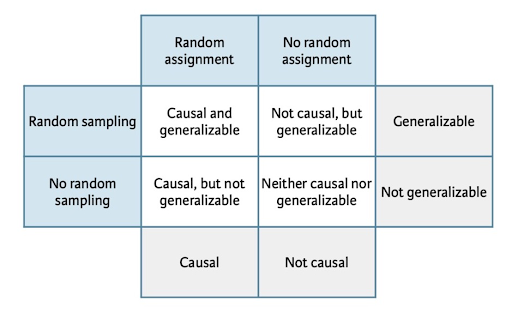 Random
assignment
No random
assignment
Random sampling
Causal and
generalizable
Not causal, but
generalizable
Generalizable
No random
sampling
Causal, but not
generalizable
Neither causal nor
generalizable
Not generalizable
Causal
Not causal